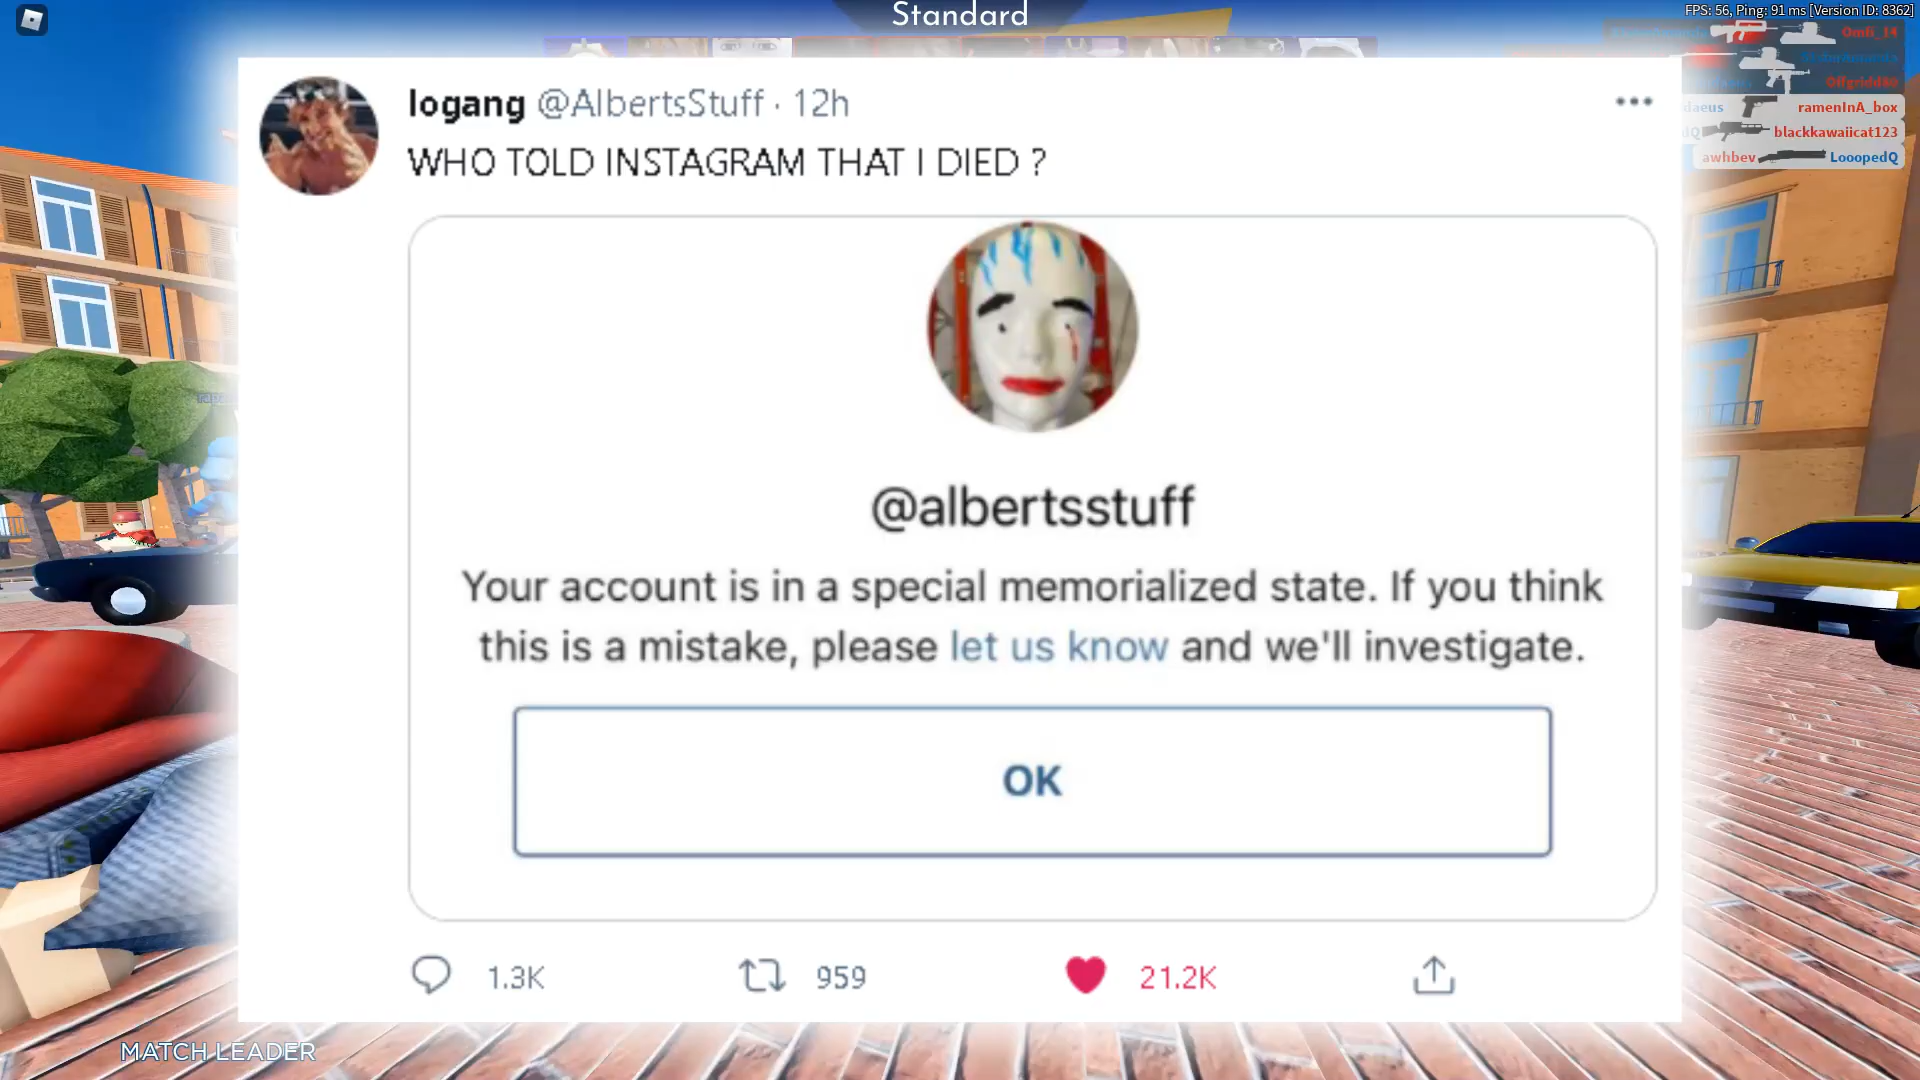 Standard
FPS: 56, Ping: 91 ms [Version ID: 8362]
Omfi_14
Offgridd80
daeus ramenInA_box
dQ blackkawaiicat123
awhbev LooopedQ
logang @AlbertsStuff · 12h
WHO TOLD INSTAGRAM THAT I DIED ?
@albertsstuff
Your account is in a special memorialized state. If you think
this is a mistake, please let us know and we'll investigate.
OK
1.3K 959 21.2K
MATCH LEADER